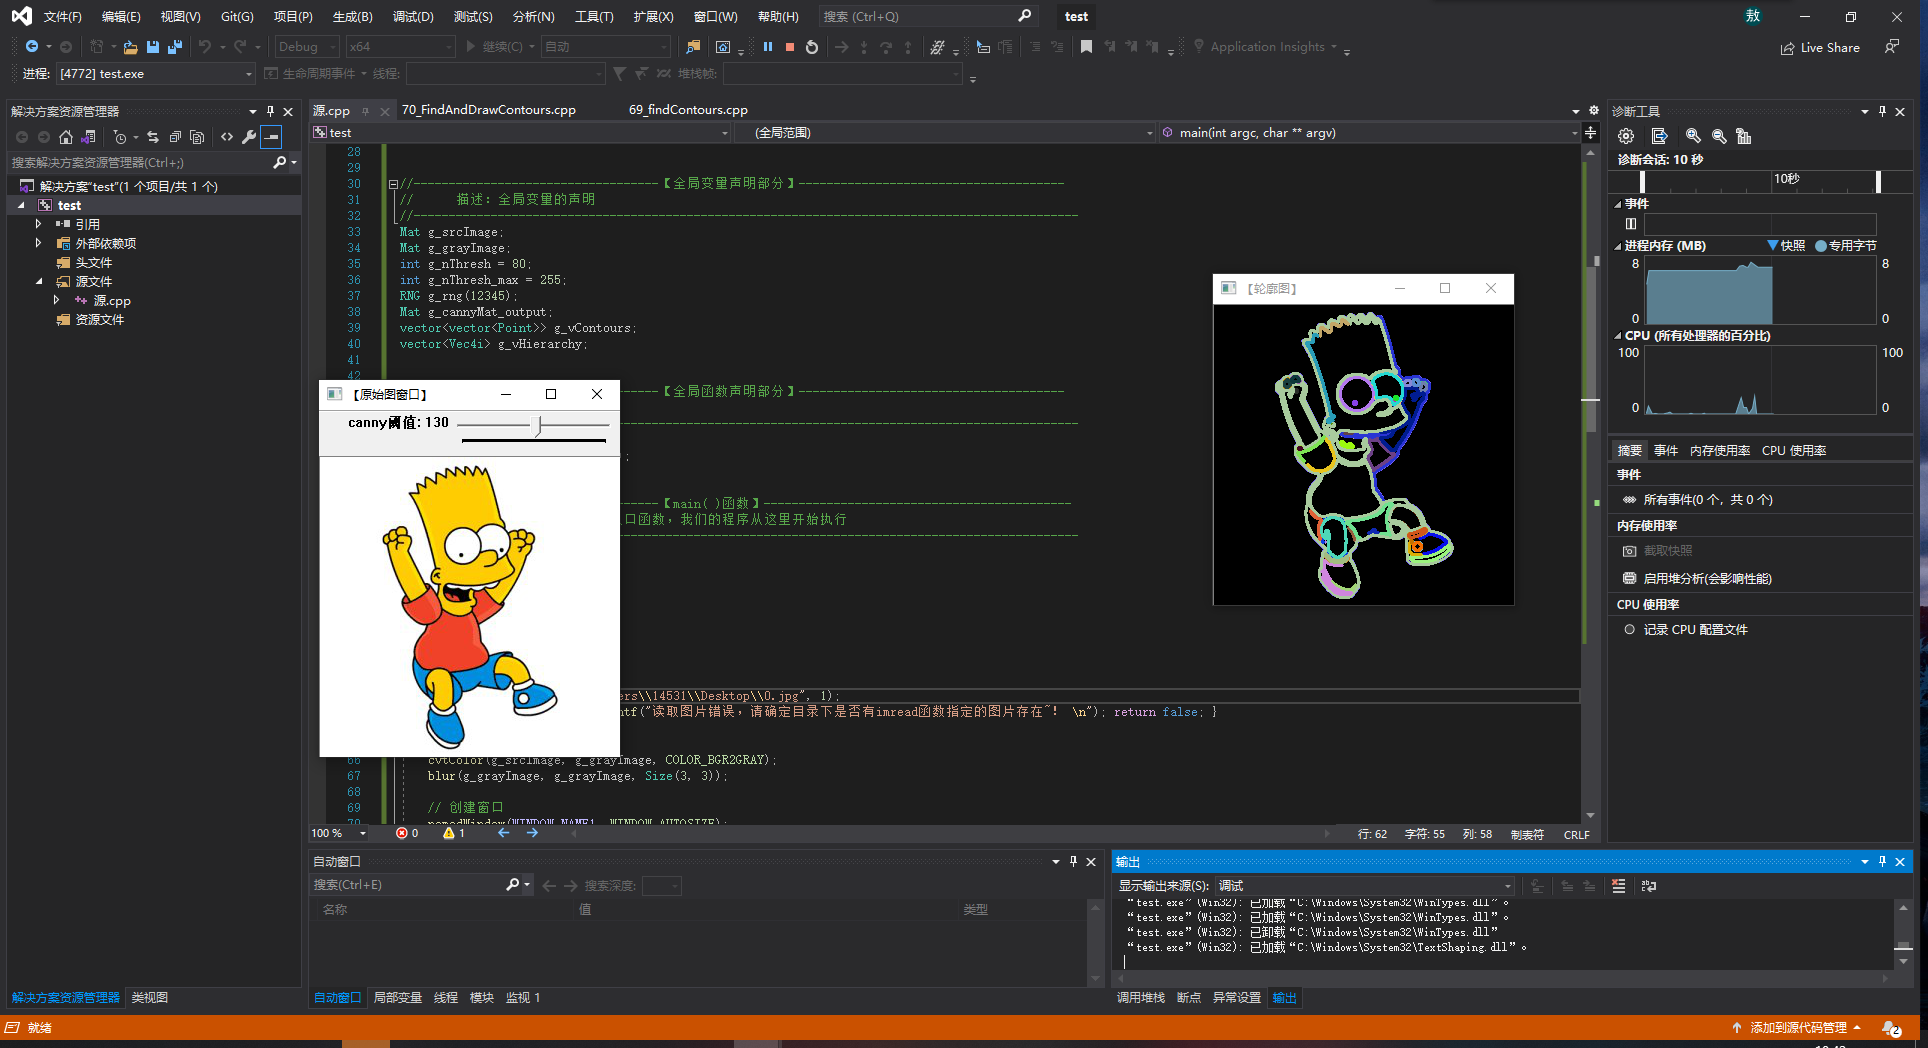 文件(F) 编辑(E) 视图(V) Git(G) 项目(P) 生成(B) 调试(D) 测试(S) 分析(N) 工具(T) 扩展(X) 窗口(W) 帮助(H) 搜索 (Ctrl+Q) test 敖
Debug x64 继续(C) 自动 Application Insights Live Share
进程: [4772] test.exe 生命周期事件 线程: 堆栈帧:
解决方案资源管理器
搜索解决方案资源管理器(Ctrl+;)
解决方案"test"(1 个项目/共 1 个)
test
引用
外部依赖项
头文件
源文件
源.cpp
资源文件
解决方案资源管理器 类视图
源.cpp 70_FindAndDrawContours.cpp 69_findContours.cpp
test (全局范围) main(int argc, char ** argv)
28
29
30 //-----------------------------------【全局变量声明部分】--------------------------------------
31 // 描述：全局变量的声明
32 //-----------------------------------------------------------------------------------------------
33 Mat g_srcImage;
34 Mat g_grayImage;
35 int g_nThresh = 80;
36 int g_nThresh_max = 255;
37 RNG g_rng(12345);
38 Mat g_cannyMat_output;
39 vector<vector<Point>> g_vContours;
40 vector<Vec4i> g_vHierarchy;
41
42
【全局函数声明部分】
;
【main( )函数】
口函数，我们的程序从这里开始执行
ers\\14531\\Desktop\\0.jpg", 1);
ntf("读取图片错误，请确定目录下是否有imread函数指定的图片存在~！ \n"); return false; }
66 cvtColor(g_srcImage, g_grayImage, COLOR_BGR2GRAY);
67 blur(g_grayImage, g_grayImage, Size(3, 3));
68
69 // 创建窗口
70 namedWindow(WINDOW_NAME1, WINDOW_AUTOSIZE);
【原始图窗口】
canny阈值: 130
【轮廓图】
100 % 0 1 行: 62 字符: 55 列: 58 制表符 CRLF
自动窗口
搜索(Ctrl+E) 搜索深度:
名称 值 类型
自动窗口 局部变量 线程 模块 监视 1
输出
显示输出来源(S): 调试
“test.exe”(Win32): 已加载“C:\Windows\System32\WinTypes.dll”。
“test.exe”(Win32): 已加载“C:\Windows\System32\WinTypes.dll”。
“test.exe”(Win32): 已卸载“C:\Windows\System32\WinTypes.dll”
“test.exe”(Win32): 已加载“C:\Windows\System32\TextShaping.dll”。
调用堆栈 断点 异常设置 输出
诊断工具
诊断会话: 10 秒
10秒
事件
进程内存 (MB) 快照 专用字节
8 8
0 0
CPU (所有处理器的百分比)
100 100
0 0
摘要 事件 内存使用率 CPU 使用率
事件
所有事件(0 个，共 0 个)
内存使用率
截取快照
启用堆分析(会影响性能)
CPU 使用率
记录 CPU 配置文件
就绪 添加到源代码管理 2